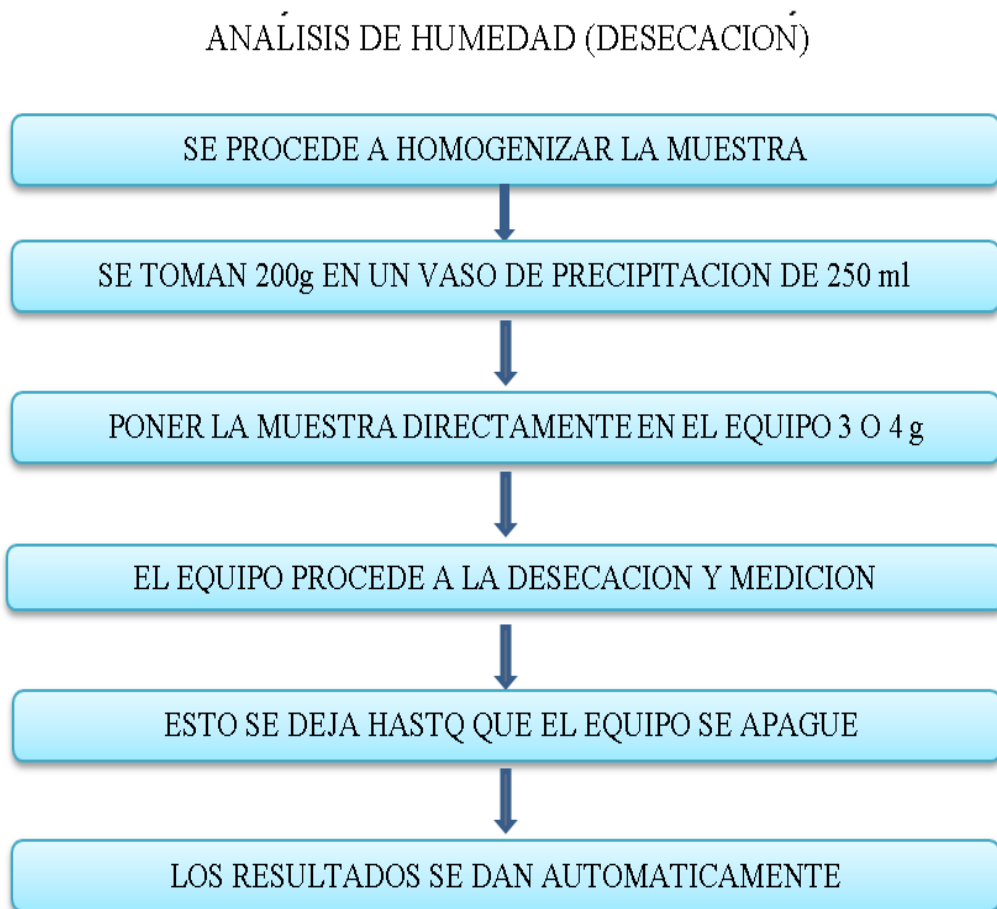 ANÁLISIS DE HUMEDAD (DESECACIÓN)
SE PROCEDE A HOMOGENIZAR LA MUESTRA
SE TOMAN 200g EN UN VASO DE PRECIPITACION DE 250 ml
PONER LA MUESTRA DIRECTAMENTE EN EL EQUIPO 3 O 4 g
EL EQUIPO PROCEDE A LA DESECACION Y MEDICION
ESTO SE DEJA HASTQ QUE EL EQUIPO SE APAGUE
LOS RESULTADOS SE DAN AUTOMATICAMENTE